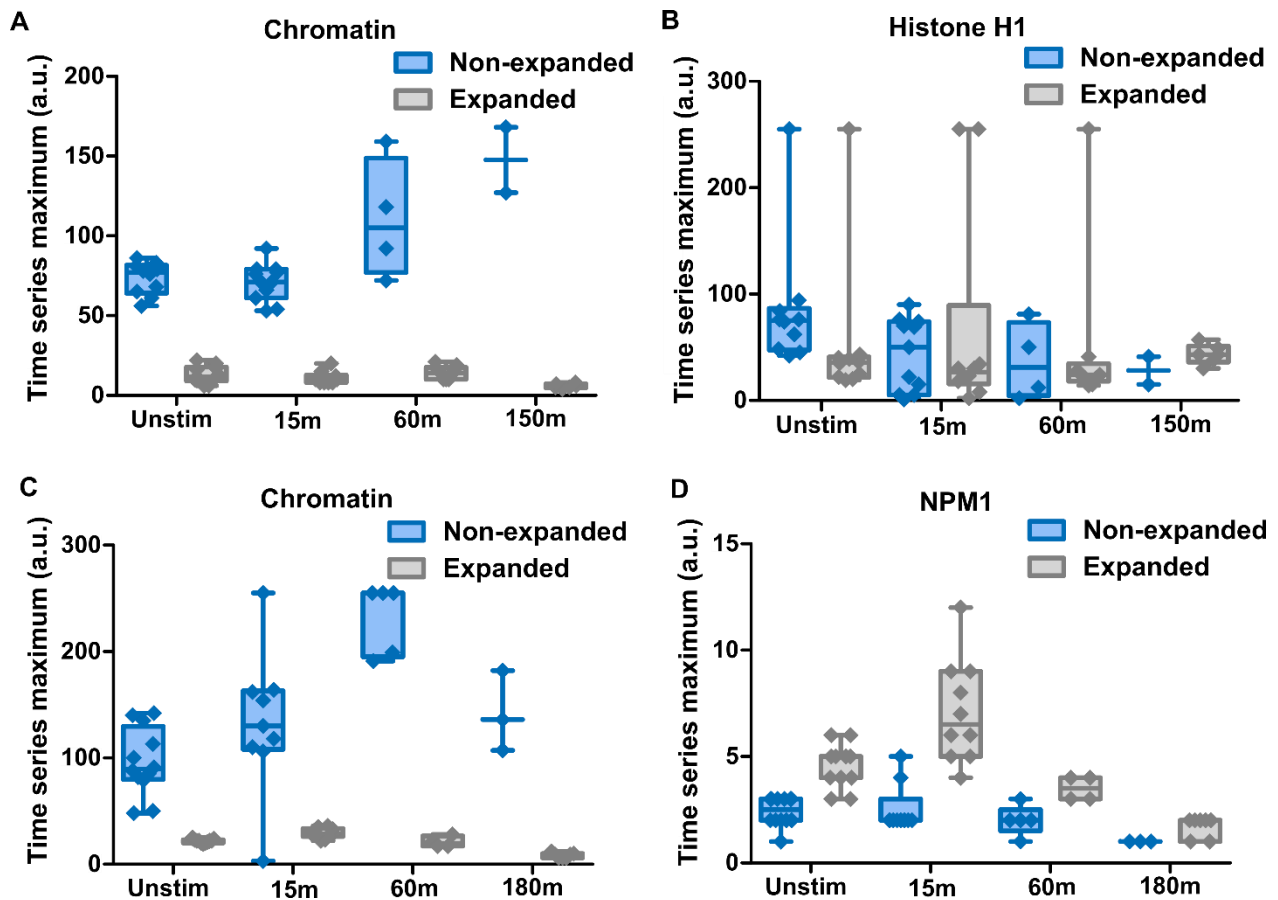 A
Chromatin
Non-expanded
Expanded
Time series maximum (a.u.)
200
150
100
50
0
Unstim 15m 60m 150m
B
Histone H1
Non-expanded
Expanded
Time series maximum (a.u.)
300
200
100
0
Unstim 15m 60m 150m
C
Chromatin
Non-expanded
Expanded
Time series maximum (a.u.)
300
200
100
0
Unstim 15m 60m 180m
D
NPM1
Non-expanded
Expanded
Time series maximum (a.u.)
15
10
5
0
Unstim 15m 60m 180m